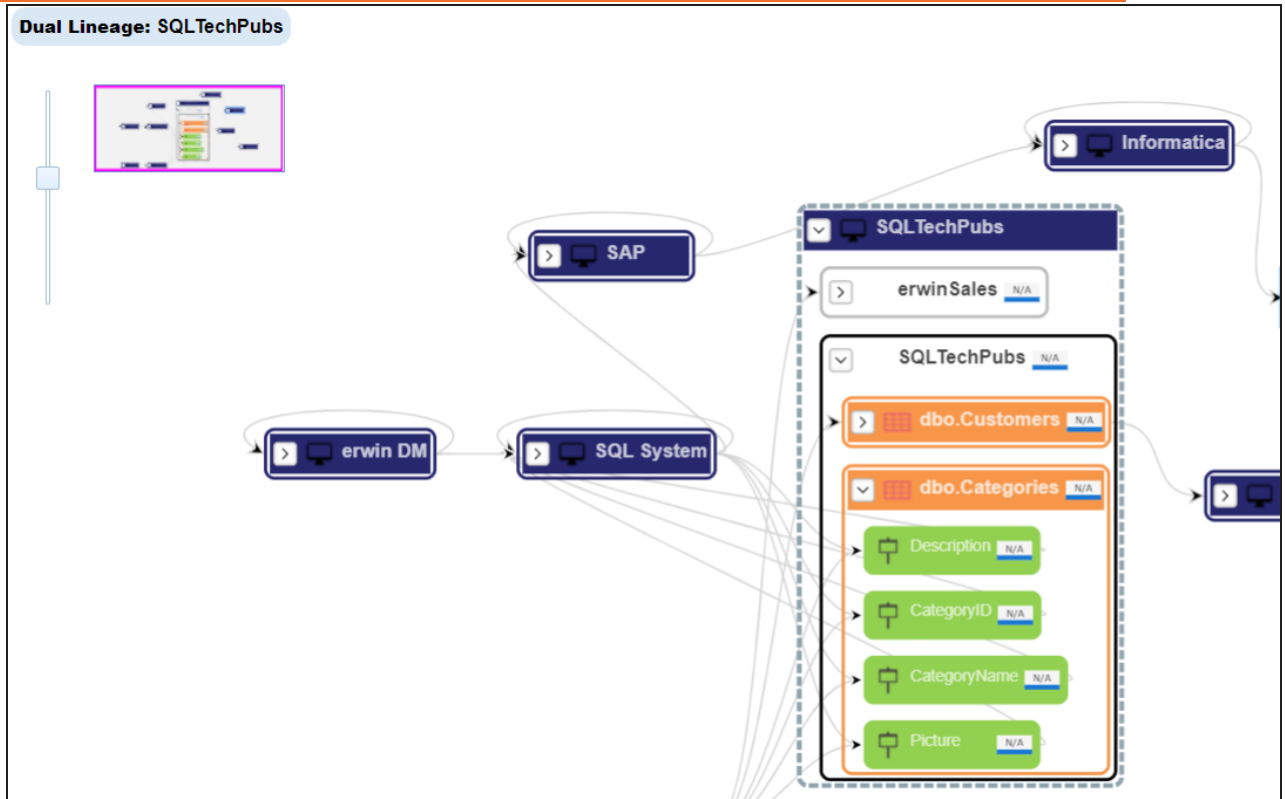 Dual Lineage: SQLTechPubs
Informatica
SQLTechPubs
SAP
erwinSales N/A
SQLTechPubs N/A
dbo.Customers N/A
erwin DM
SQL System
dbo.Categories N/A
Description N/A
CategoryID N/A
CategoryName N/A
Picture N/A